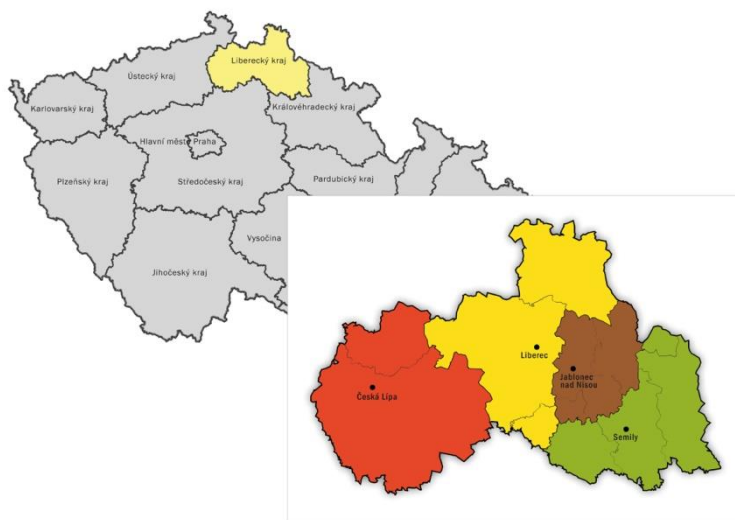 Liberecký kraj
Ústecký kraj
Karlovarský kraj
Královéhradecký kraj
Hlavní město Praha
Plzeňský kraj
Středočeský kraj
Pardubický kraj
Vysočina
Jihočeský kraj
Liberec
Jablonec
nad Nisou
Česká Lípa
Semily